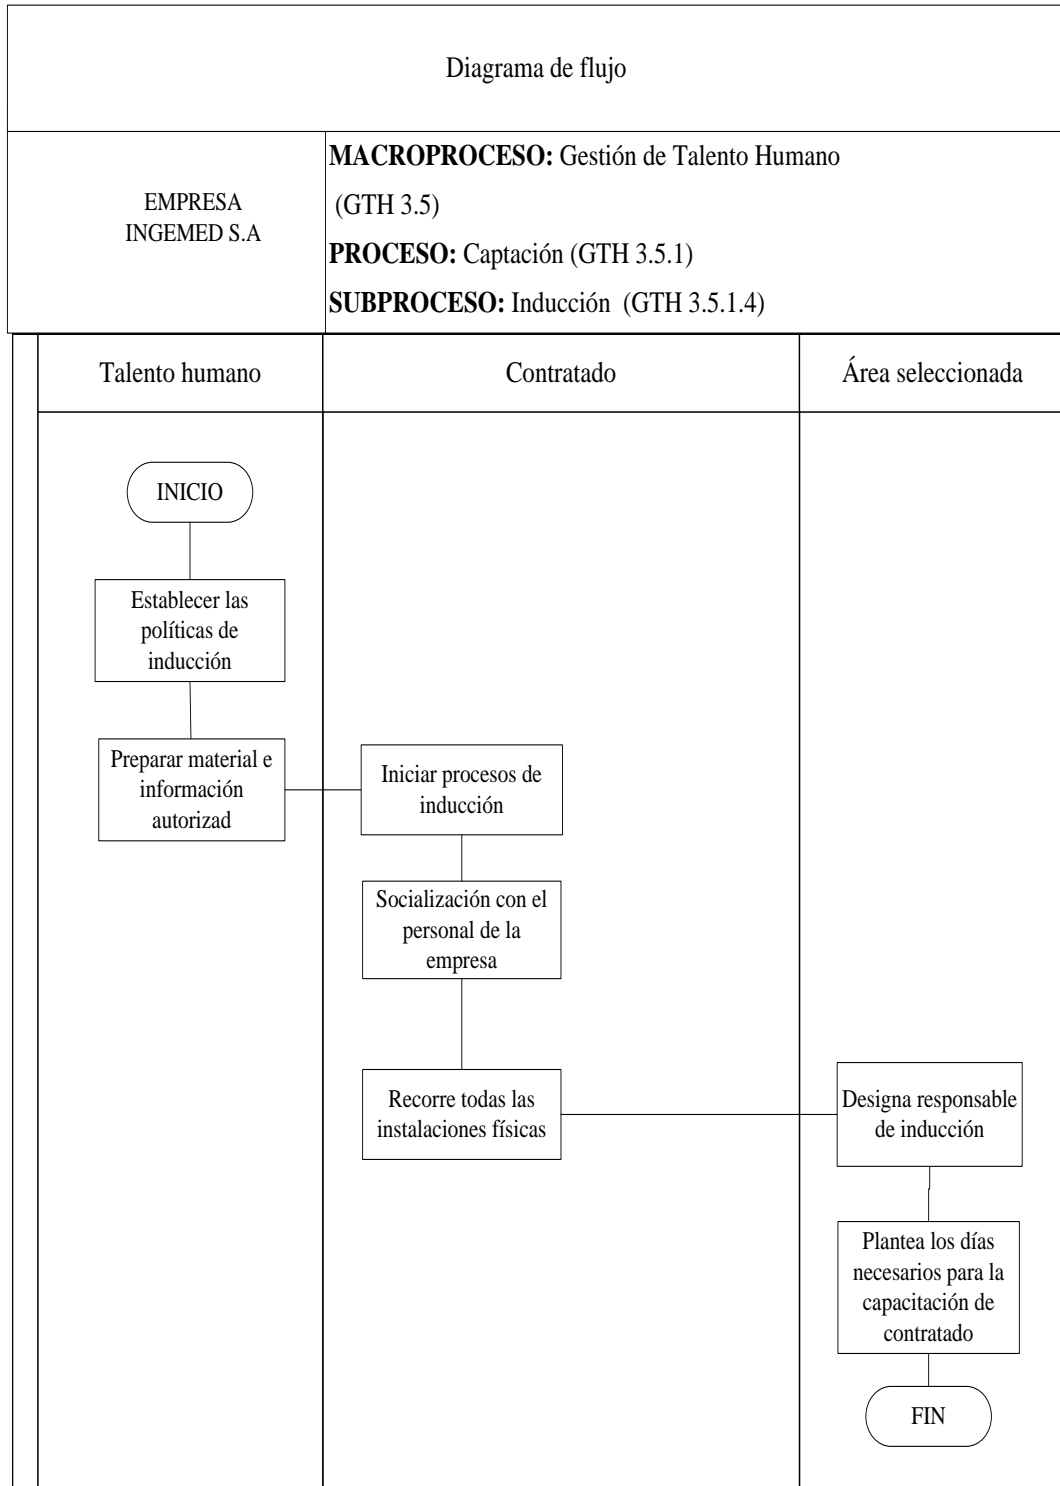 Diagrama de flujo
EMPRESA
INGEMED S.A
MACROPROCESO: Gestión de Talento Humano
(GTH 3.5)
PROCESO: Captación (GTH 3.5.1)
SUBPROCESO: Inducción (GTH 3.5.1.4)
Talento humano
Contratado
Área seleccionada
INICIO
Establecer las
políticas de
inducción
Preparar material e
información
autorizad
Iniciar procesos de
inducción
Socialización con el
personal de la
empresa
Recorre todas las
instalaciones físicas
Designa responsable
de inducción
Plantea los días
necesarios para la
capacitación de
contratado
FIN